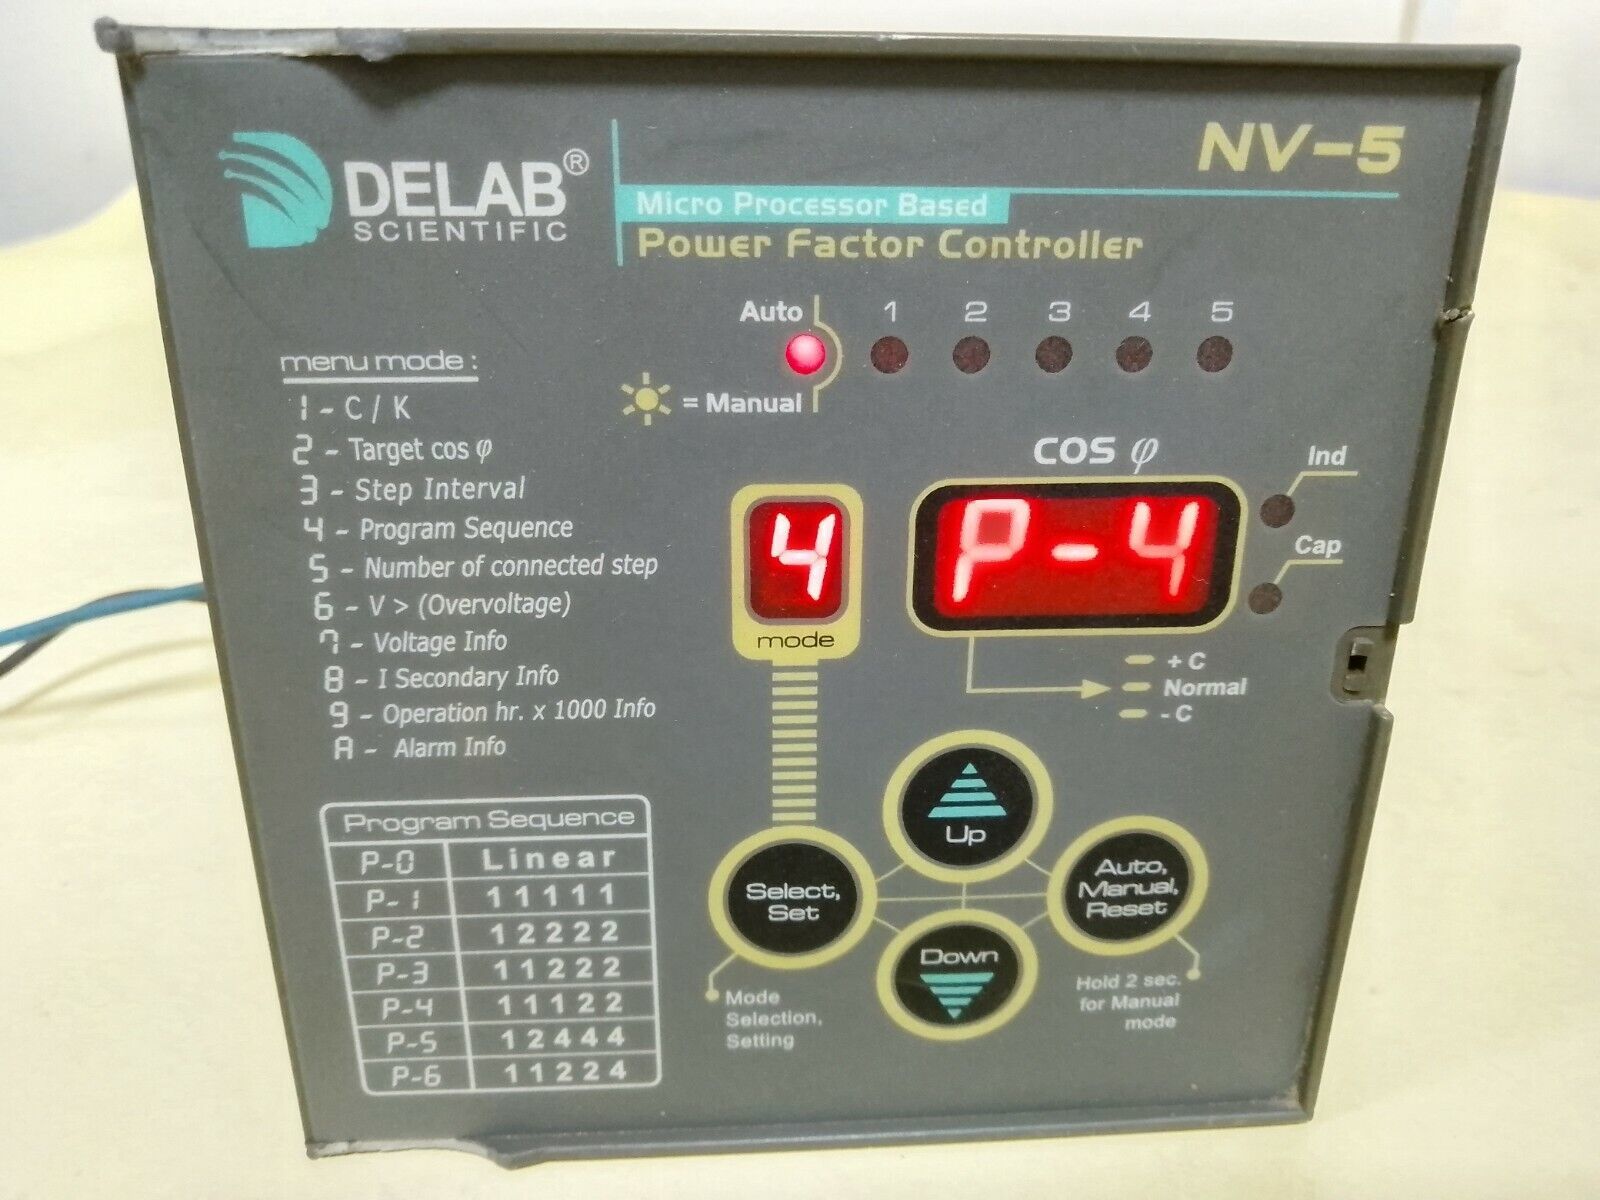 DELAB®
SCIENTIFIC
NV-5
Micro Processor Based
Power Factor Controller
Auto 1 2 3 4 5
= Manual
menu mode :
1 - C / K
2 - Target cos φ
3 - Step Interval
4 - Program Sequence
5 - Number of connected step
6 - V > (Overvoltage)
7 - Voltage Info
8 - I Secondary Info
9 - Operation hr. x 1000 Info
A - Alarm Info
cos φ
Ind
Cap
4
mode
P-4
+ C
Normal
- C
Up
Select,
Set
Auto,
Manual,
Reset
Down
Mode
Selection,
Setting
Hold 2 sec.
for Manual
mode
Program Sequence
P-0 Linear
P-1 11111
P-2 12222
P-3 11222
P-4 11122
P-5 12444
P-6 11224